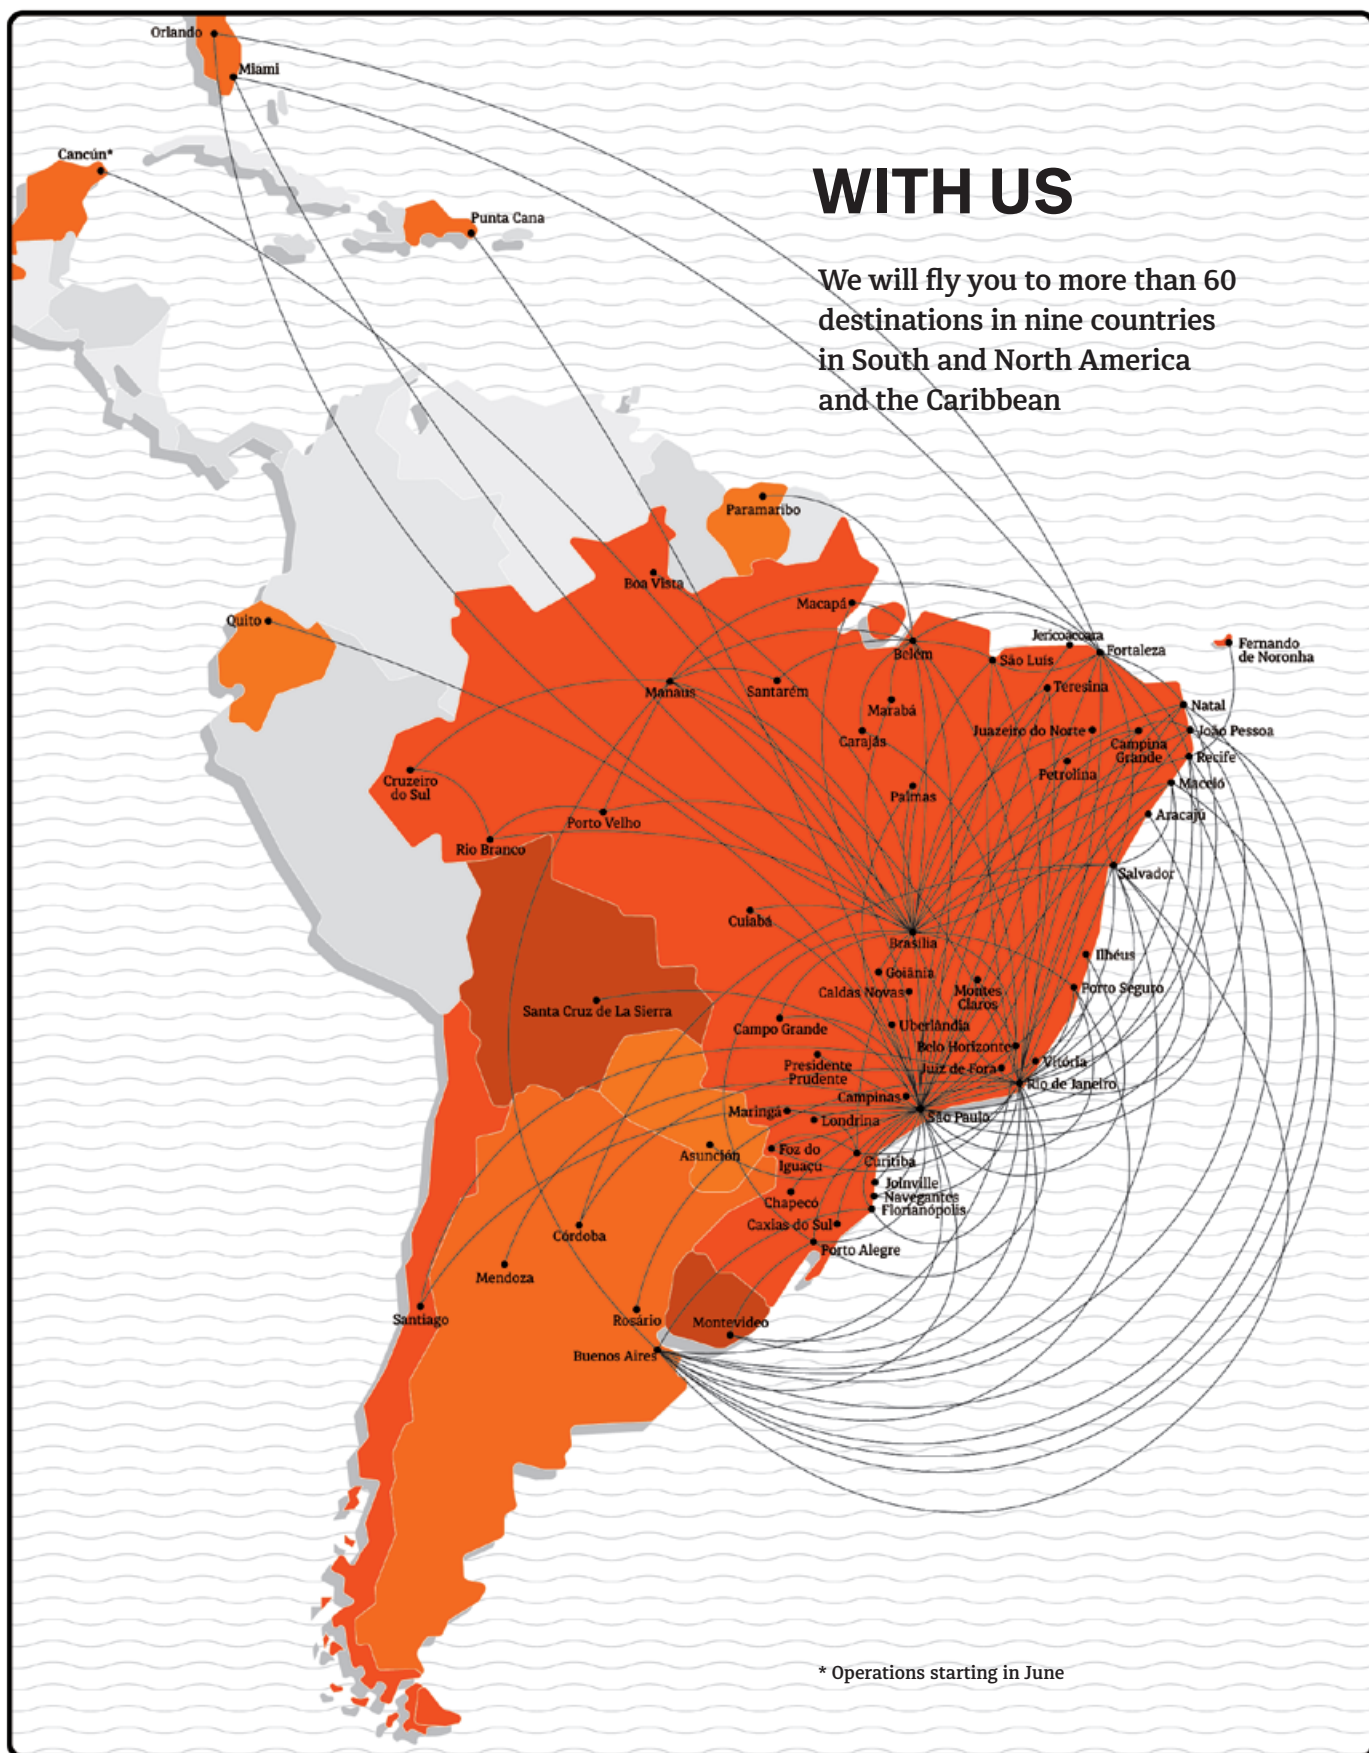 Orlando
Miami
Cancún*
Punta Cana
WITH US
We will fly you to more than 60
destinations in nine countries
in South and North America
and the Caribbean
Paramaribo
Boa Vista
Macapá
Quito
Belém
Jericoacoara
São Luís
Fortaleza
Fernando
de Noronha
Manaus
Santarém
Teresina
Marabá
Natal
Carajás
Juazeiro do Norte
Campina
Grande
João Pessoa
Recife
Cruzeiro
do Sul
Petrolina
Palmas
Maceió
Porto Velho
Aracaju
Rio Branco
Salvador
Cuiabá
Brasília
Ilhéus
Goiânia
Caldas Novas
Montes
Claros
Porto Seguro
Santa Cruz de La Sierra
Campo Grande
Uberlândia
Belo Horizonte
Vitória
Presidente
Prudente
Juiz de Fora
Rio de Janeiro
Campinas
Maringá
Londrina
São Paulo
Asunción
Foz do
Iguaçu
Curitiba
Joinville
Navegantes
Florianópolis
Chapecó
Caxias do Sul
Córdoba
Porto Alegre
Mendoza
Santiago
Rosário
Montevideo
Buenos Aires
* Operations starting in June